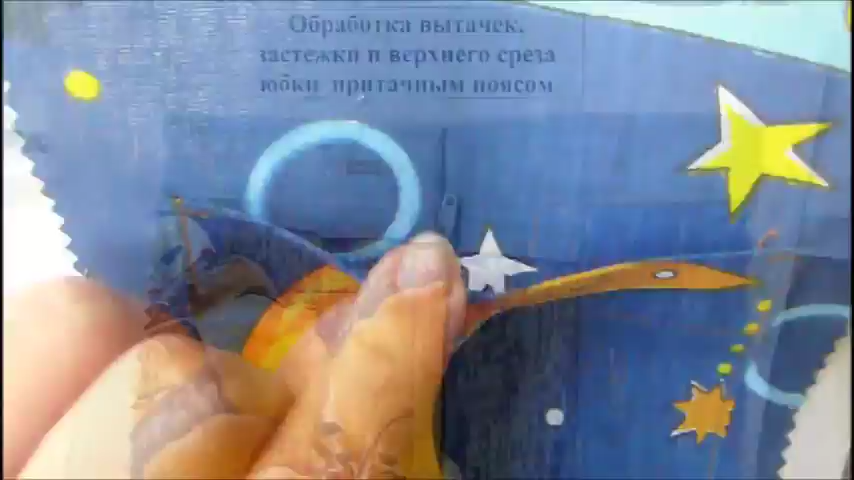 Обработка вытачек,
застежки и верхнего среза
юбки притачным поясом